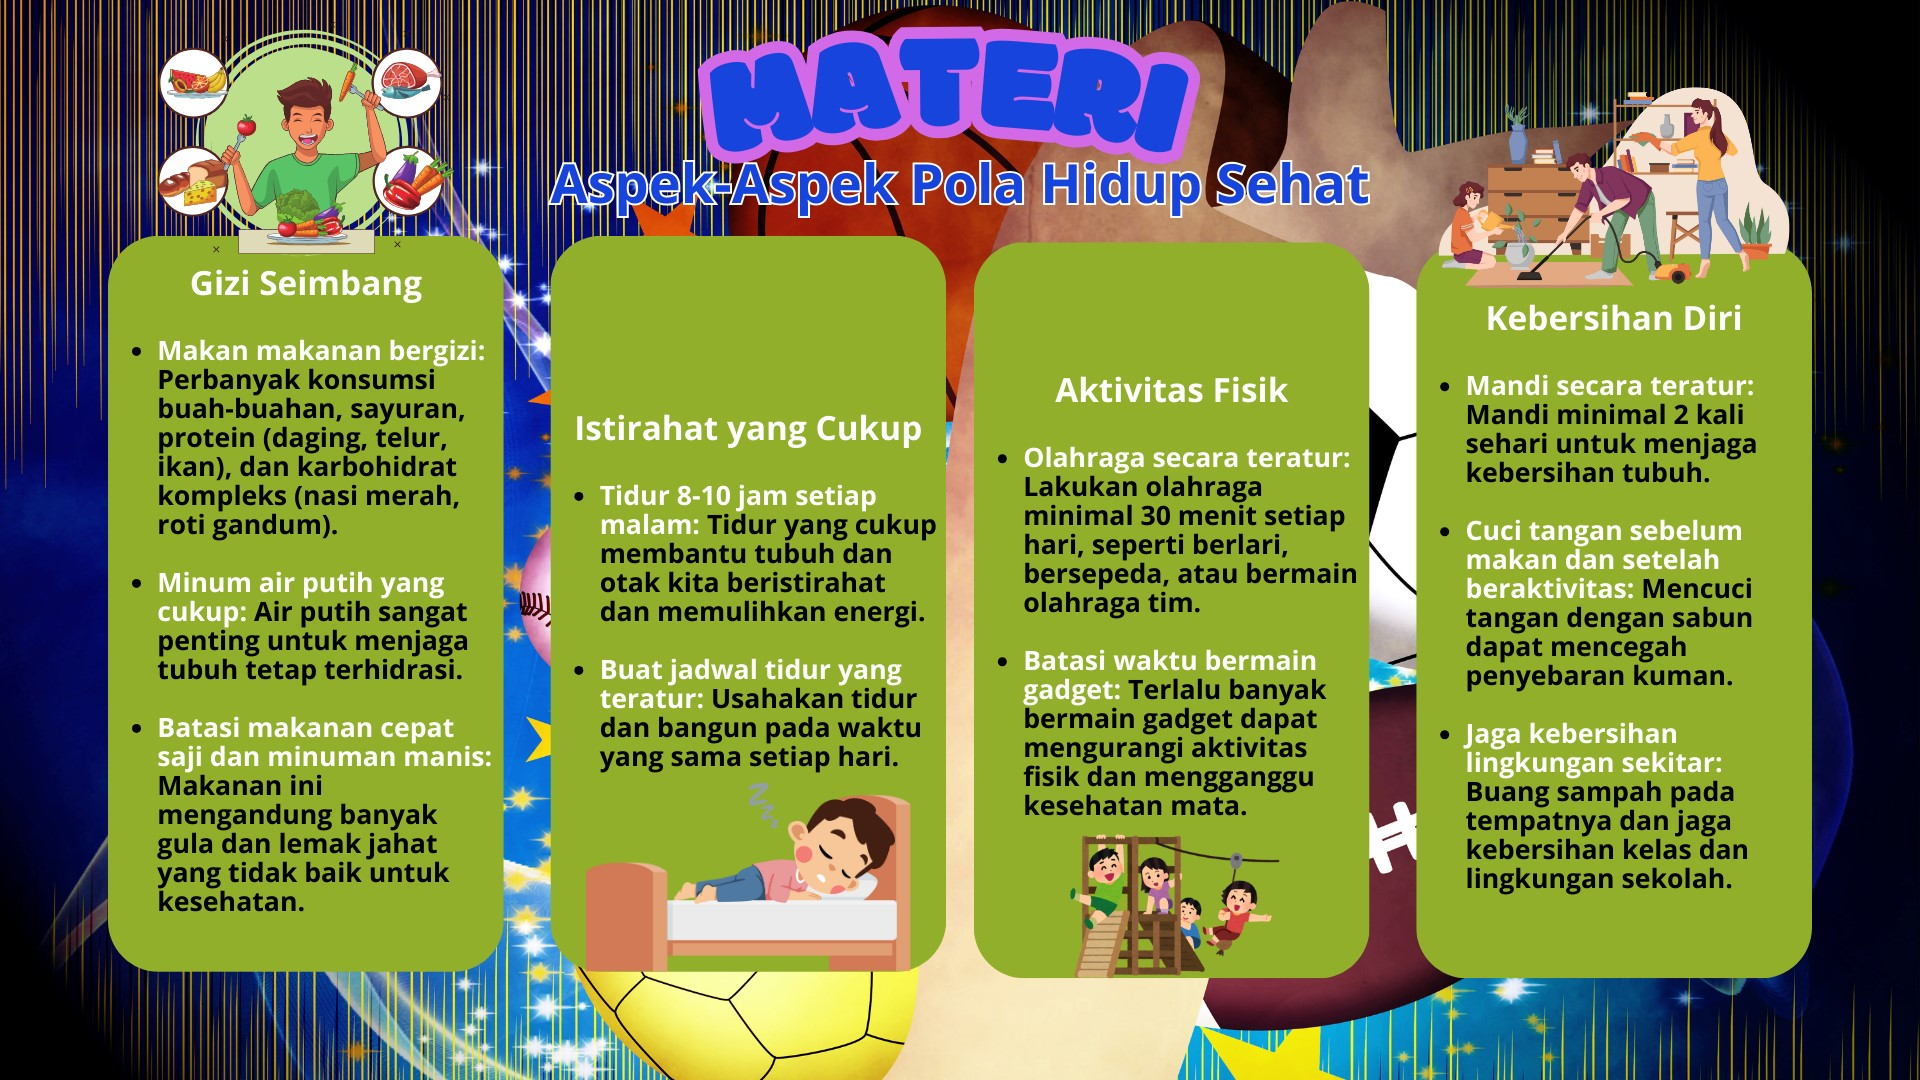 MATERI
Aspek-Aspek Pola Hidup Sehat
Gizi Seimbang
• Makan makanan bergizi:
Perbanyak konsumsi
buah-buahan, sayuran,
protein (daging, telur,
ikan), dan karbohidrat
kompleks (nasi merah,
roti gandum).
• Minum air putih yang
cukup: Air putih sangat
penting untuk menjaga
tubuh tetap terhidrasi.
• Batasi makanan cepat
saji dan minuman manis:
Makanan ini
mengandung banyak
gula dan lemak jahat
yang tidak baik untuk
kesehatan.
Istirahat yang Cukup
• Tidur 8-10 jam setiap
malam: Tidur yang cukup
membantu tubuh dan
otak kita beristirahat
dan memulihkan energi.
• Buat jadwal tidur yang
teratur: Usahakan tidur
dan bangun pada waktu
yang sama setiap hari.
zzz
Aktivitas Fisik
• Olahraga secara teratur:
Lakukan olahraga
minimal 30 menit setiap
hari, seperti berlari,
bersepeda, atau bermain
olahraga tim.
• Batasi waktu bermain
gadget: Terlalu banyak
bermain gadget dapat
mengurangi aktivitas
fisik dan mengganggu
kesehatan mata.
Kebersihan Diri
• Mandi secara teratur:
Mandi minimal 2 kali
sehari untuk menjaga
kebersihan tubuh.
• Cuci tangan sebelum
makan dan setelah
beraktivitas: Mencuci
tangan dengan sabun
dapat mencegah
penyebaran kuman.
• Jaga kebersihan
lingkungan sekitar:
Buang sampah pada
tempatnya dan jaga
kebersihan kelas dan
lingkungan sekolah.